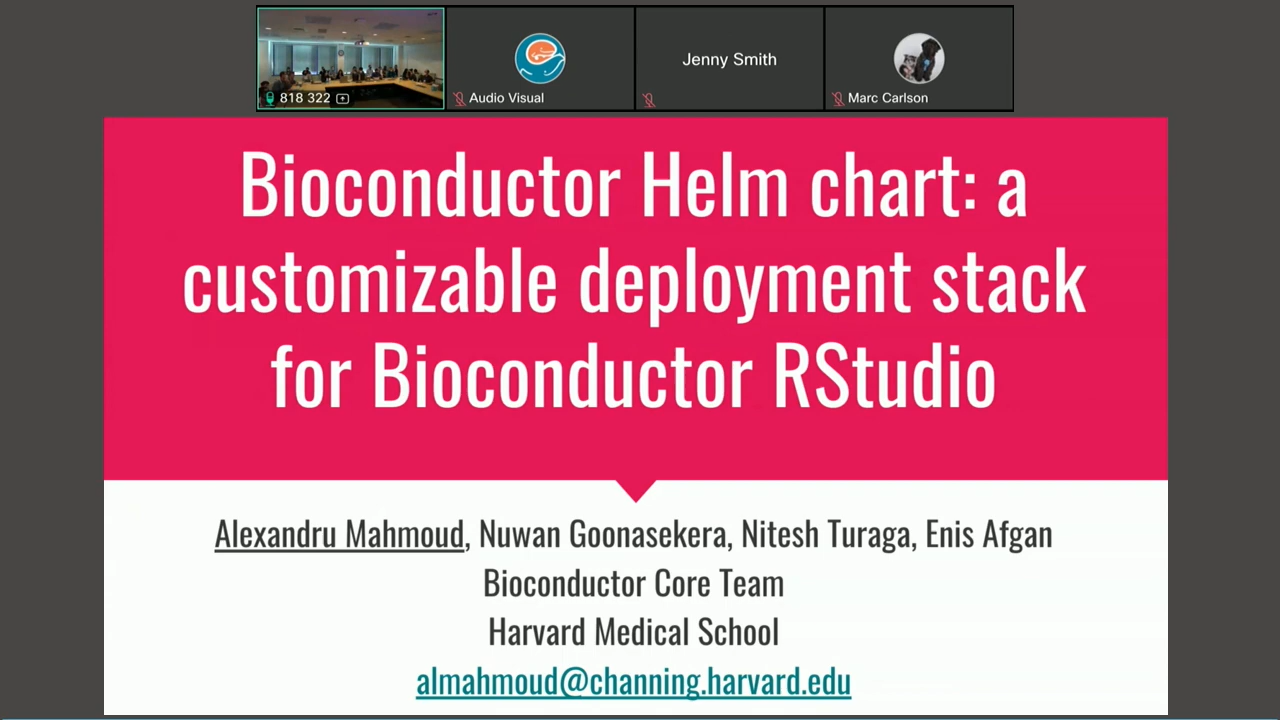 818 322
Audio Visual
Jenny Smith
Marc Carlson
Bioconductor Helm chart: a
customizable deployment stack
for Bioconductor RStudio
Alexandru Mahmoud, Nuwan Goonasekera, Nitesh Turaga, Enis Afgan
Bioconductor Core Team
Harvard Medical School
almahmoud@channing.harvard.edu